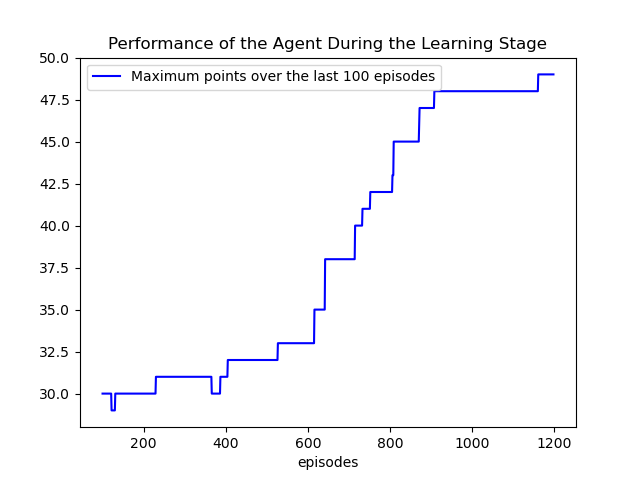 Performance of the Agent During the Learning Stage
Maximum points over the last 100 episodes
50.0
47.5
45.0
42.5
40.0
37.5
35.0
32.5
30.0
200 400 600 800 1000 1200
episodes